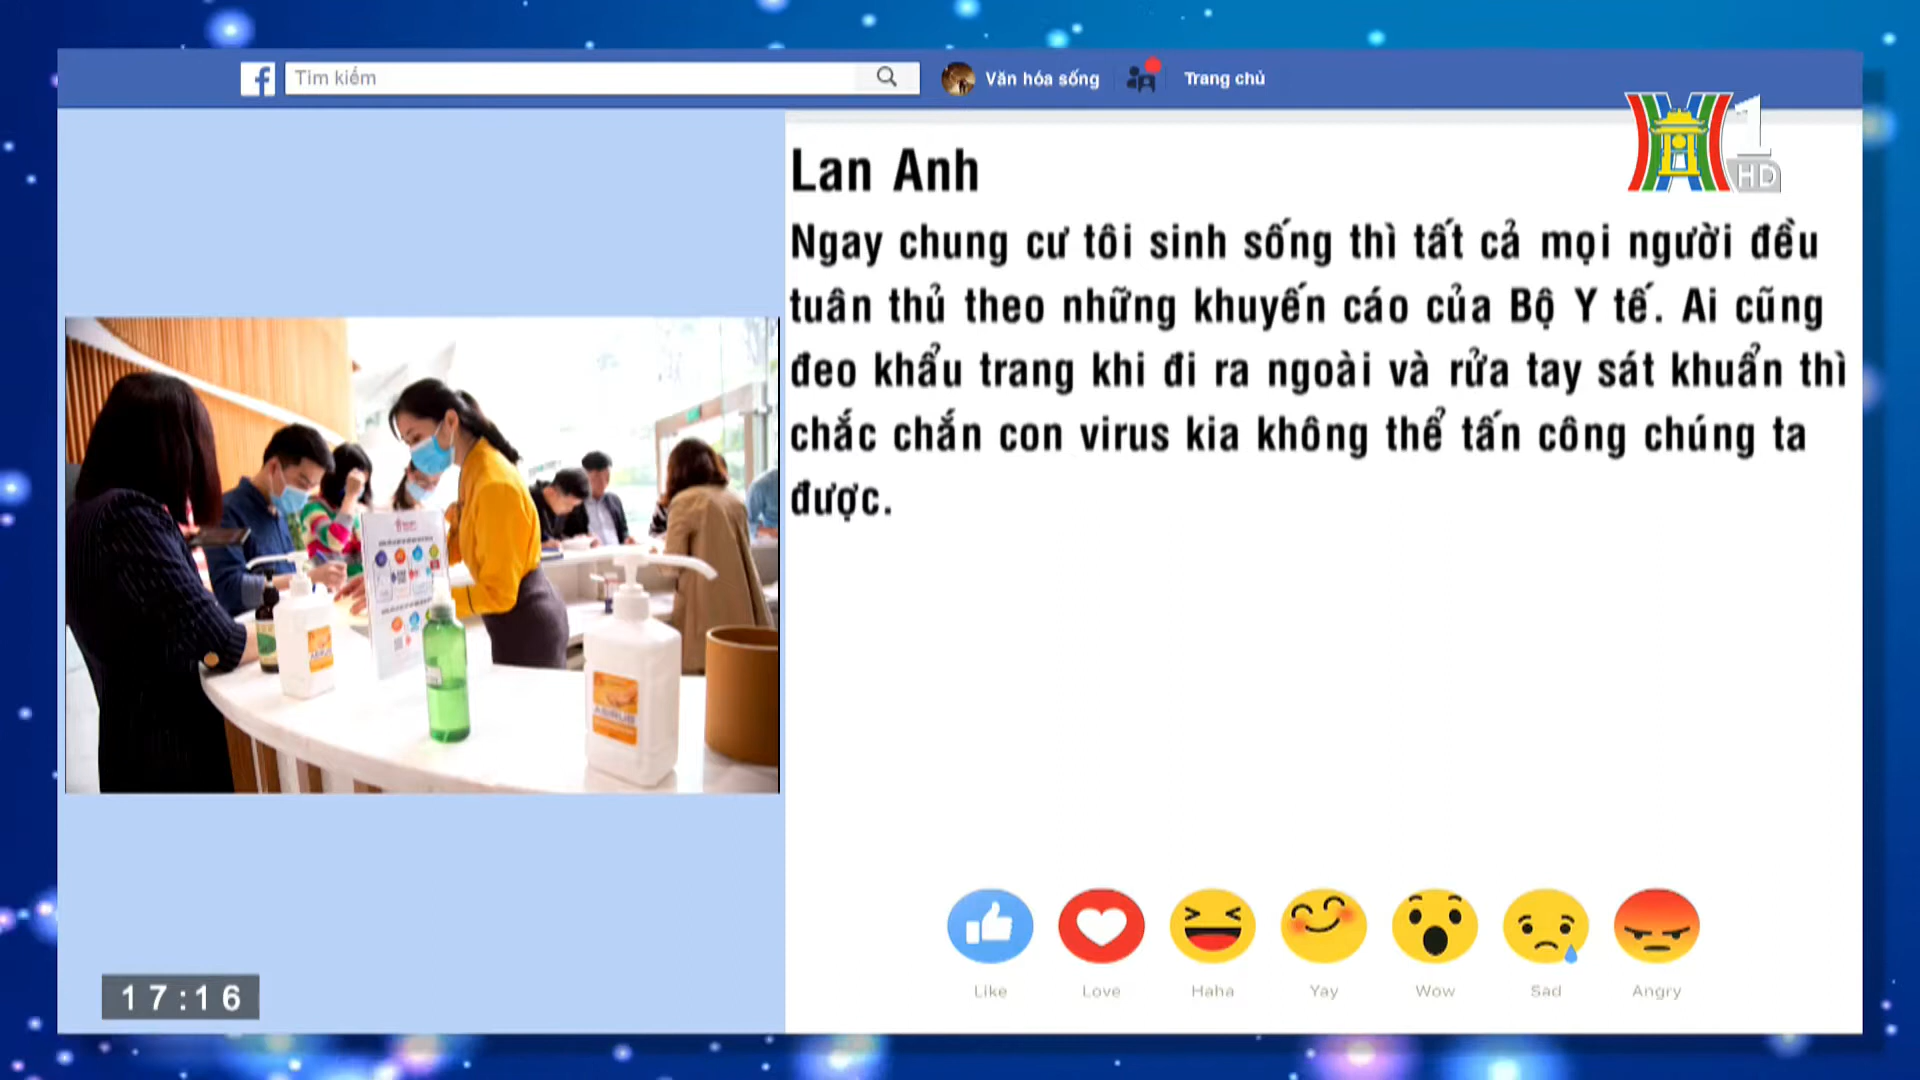 f
Tìm kiếm
Văn hóa sống
Trang chủ
1
HD
Lan Anh
Ngay chung cư tôi sinh sống thì tất cả mọi người đều
tuân thủ theo những khuyến cáo của Bộ Y tế. Ai cũng
đeo khẩu trang khi đi ra ngoài và rửa tay sát khuẩn thì
chắc chắn con virus kia không thể tấn công chúng ta
được.
ASIRUB
Like
Love
Haha
Yay
Wow
Sad
Angry
17:16